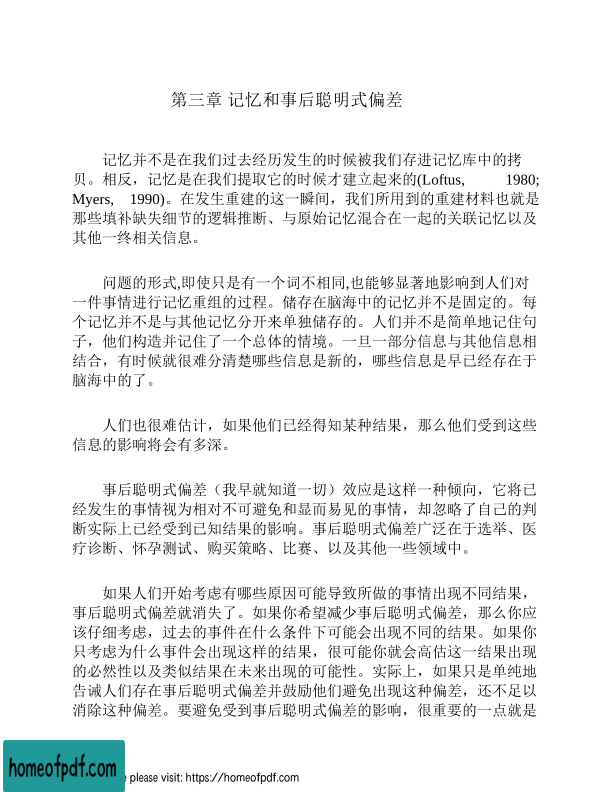 第三章 记忆和事后聪明式偏差
记忆并不是在我们过去经历发生的时候被我们存进记忆库中的拷
贝。相反，记忆是在我们提取它的时候才建立起来的(Loftus, 1980;
Myers, 1990)。在发生重建的这一瞬间，我们所用到的重建材料也就是
那些填补缺失细节的逻辑推断、与原始记忆混合在一起的关联记忆以及
其他一终相关信息。
问题的形式,即使只是有一个词不相同,也能够显著地影响到人们对
一件事情进行记忆重组的过程。储存在脑海中的记忆并不是固定的。每
个记忆并不是与其他记忆分开来单独储存的。人们并不是简单地记住句
子，他们构造并记住了一个总体的情境。一旦一部分信息与其他信息相
结合，有时候就很难分清楚哪些信息是新的，哪些信息是早已经存在于
脑海中的了。
人们也很难估计，如果他们已经得知某种结果，那么他们受到这些
信息的影响将会有多深。
事后聪明式偏差（我早就知道一切）效应是这样一种倾向，它将已
经发生的事情视为相对不可避免和显而易见的事情，却忽略了自己的判
断实际上已经受到已知结果的影响。事后聪明式偏差广泛在于选举、医
疗诊断、怀孕测试、购买策略、比赛、以及其他一些领域中。
如果人们开始考虑有哪些原因可能导致所做的事情出现不同结果，
事后聪明式偏差就消失了。如果你希望减少事后聪明式偏差，那么你应
该仔细考虑，过去的事件在什么条件下可能会出现不同的结果。如果你
只考虑为什么事件会出现这样的结果，很可能你就会高估这一结果出现
的必然性以及类似结果在未来出现的可能性。实际上，如果只是单纯地
告诫人们存在事后聪明式偏差并鼓励他们避免出现这种偏差，还不足以
消除这种偏差。要避免受到事后聪明式偏差的影响，很重要的一点就是
homeofpdf.com
please visit: https://homeofpdf.com